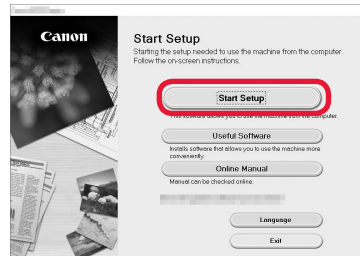 Canon
Start Setup
Starting the setup needed to use the machine from the computer.
Follow the on-screen instructions.
Start Setup
This software allows you to use the machine from the computer.
Useful Software
Installs software that allows you to use the machine more
conveniently.
Online Manual
Manual can be checked online.
Language
Exit